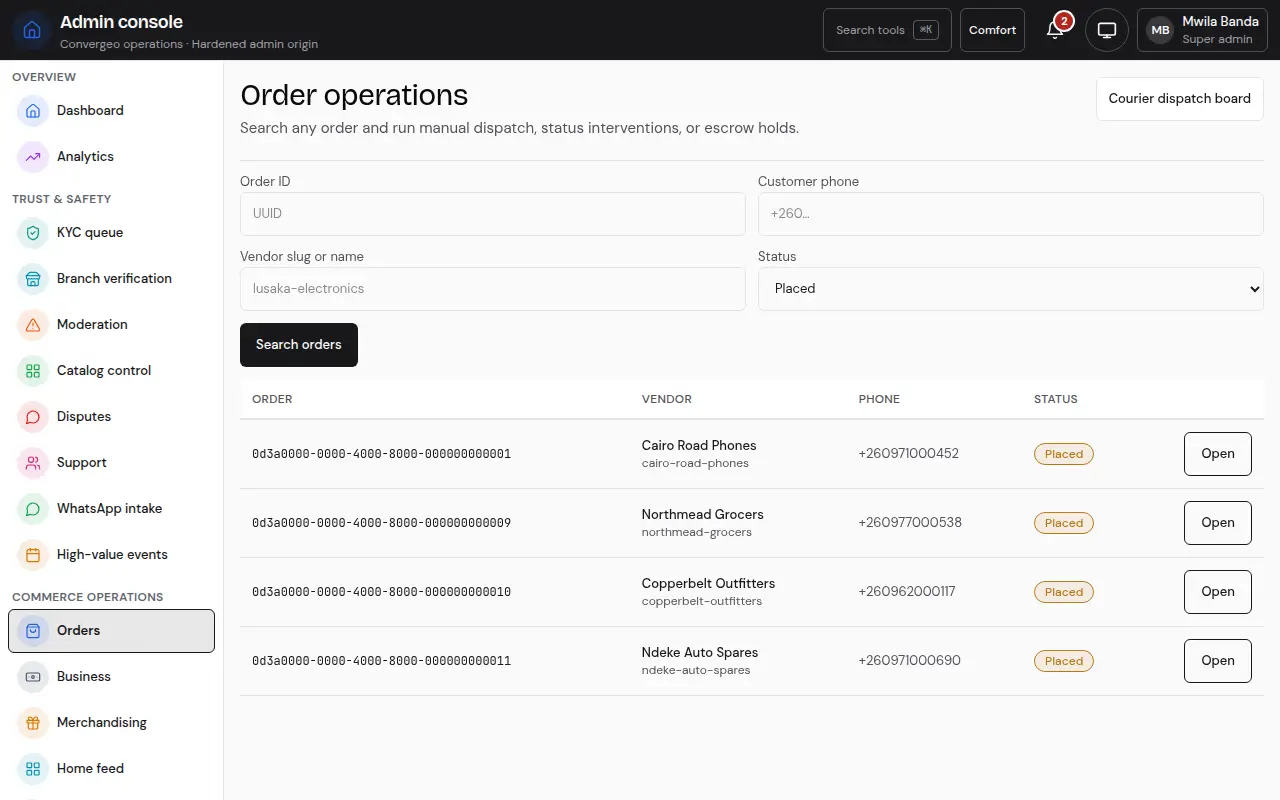 Admin console
Convergeo operations · Hardened admin origin
Search tools ⌘K
Comfort
2
MB
Mwila Banda
Super admin
OVERVIEW
Dashboard
Analytics
TRUST & SAFETY
KYC queue
Branch verification
Moderation
Catalog control
Disputes
Support
WhatsApp intake
High-value events
COMMERCE OPERATIONS
Orders
Business
Merchandising
Home feed
Order operations
Search any order and run manual dispatch, status interventions, or escrow holds.
Courier dispatch board
Order ID
UUID
Customer phone
+260…
Vendor slug or name
lusaka-electronics
Status
Placed
Search orders
ORDER VENDOR PHONE STATUS
0d3a0000-0000-4000-8000-000000000001 Cairo Road Phones +260971000452 Placed Open
cairo-road-phones
0d3a0000-0000-4000-8000-000000000009 Northmead Grocers +260977000538 Placed Open
northmead-grocers
0d3a0000-0000-4000-8000-000000000010 Copperbelt Outfitters +260962000117 Placed Open
copperbelt-outfitters
0d3a0000-0000-4000-8000-000000000011 Ndeke Auto Spares +260971000690 Placed Open
ndeke-auto-spares